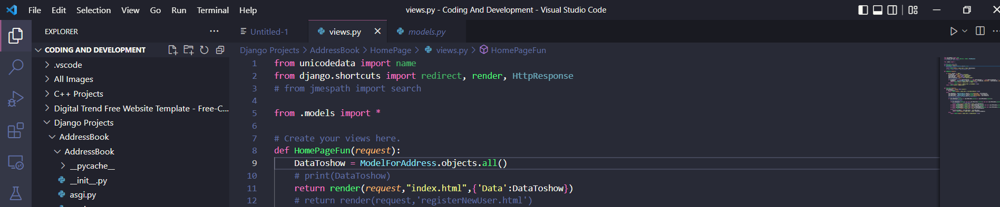 File Edit Selection View Go Run Terminal Help views.py - Coding And Development - Visual Studio Code
EXPLORER ... Untitled-1 views.py models.py
CODING AND DEVELOPMENT
.vscode
All Images
C++ Projects
Digital Trend Free Website Template - Free-C...
Django Projects
AddressBook
AddressBook
__pycache__
__init__.py
asgi.py
Django Projects > AddressBook > HomePage > views.py > HomePageFun
1 from unicodedata import name
2 from django.shortcuts import redirect, render, HttpResponse
3 # from jmespath import search
4
5 from .models import *
6
7 # Create your views here.
8 def HomePageFun(request):
9 DataToshow = ModelForAddress.objects.all()
10 # print(DataToshow)
11 return render(request,"index.html",{'Data':DataToshow})
12 # return render(request,'registerNewUser.html')